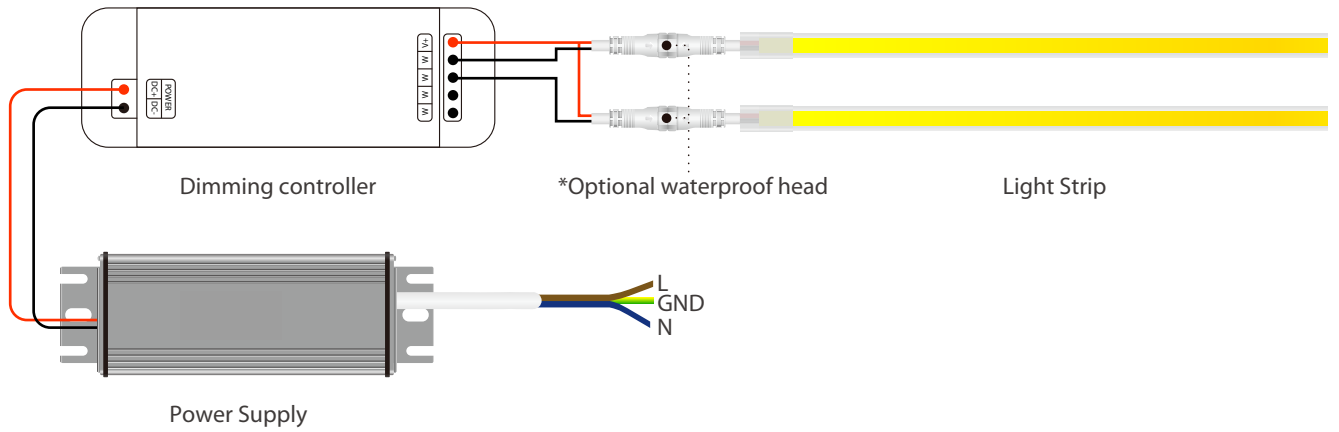 V+
W
W
W
W
POWER
DC+ DC-
Dimming controller
*Optional waterproof head
Light Strip
L
GND
N
Power Supply